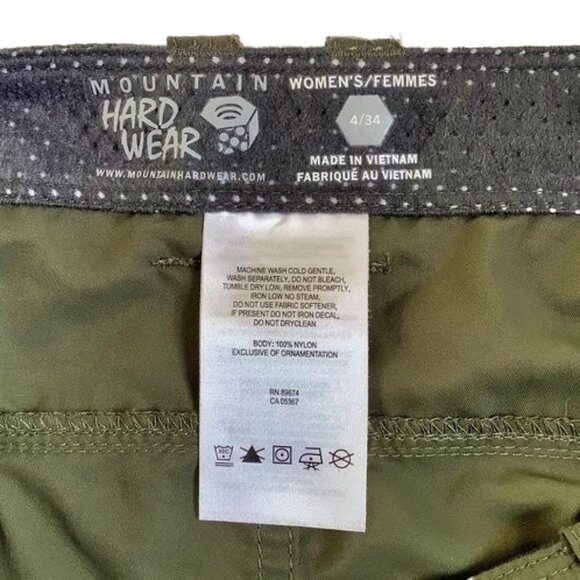 MOUNTAIN
HARD
WEAR
WWW.MOUNTAINHARDWEAR.COM
WOMEN'S/FEMMES
4/34
MADE IN VIETNAM
FABRIQUÉ AU VIETNAM
MACHINE WASH COLD GENTLE,
WASH SEPARATELY, DO NOT BLEACH,
TUMBLE DRY LOW, REMOVE PROMPTLY,
IRON LOW NO STEAM,
DO NOT USE FABRIC SOFTENER,
IF PRESENT DO NOT IRON DECAL,
DO NOT DRYCLEAN
BODY: 100% NYLON
EXCLUSIVE OF ORNAMENTATION
RN 89674
CA 05367
30C